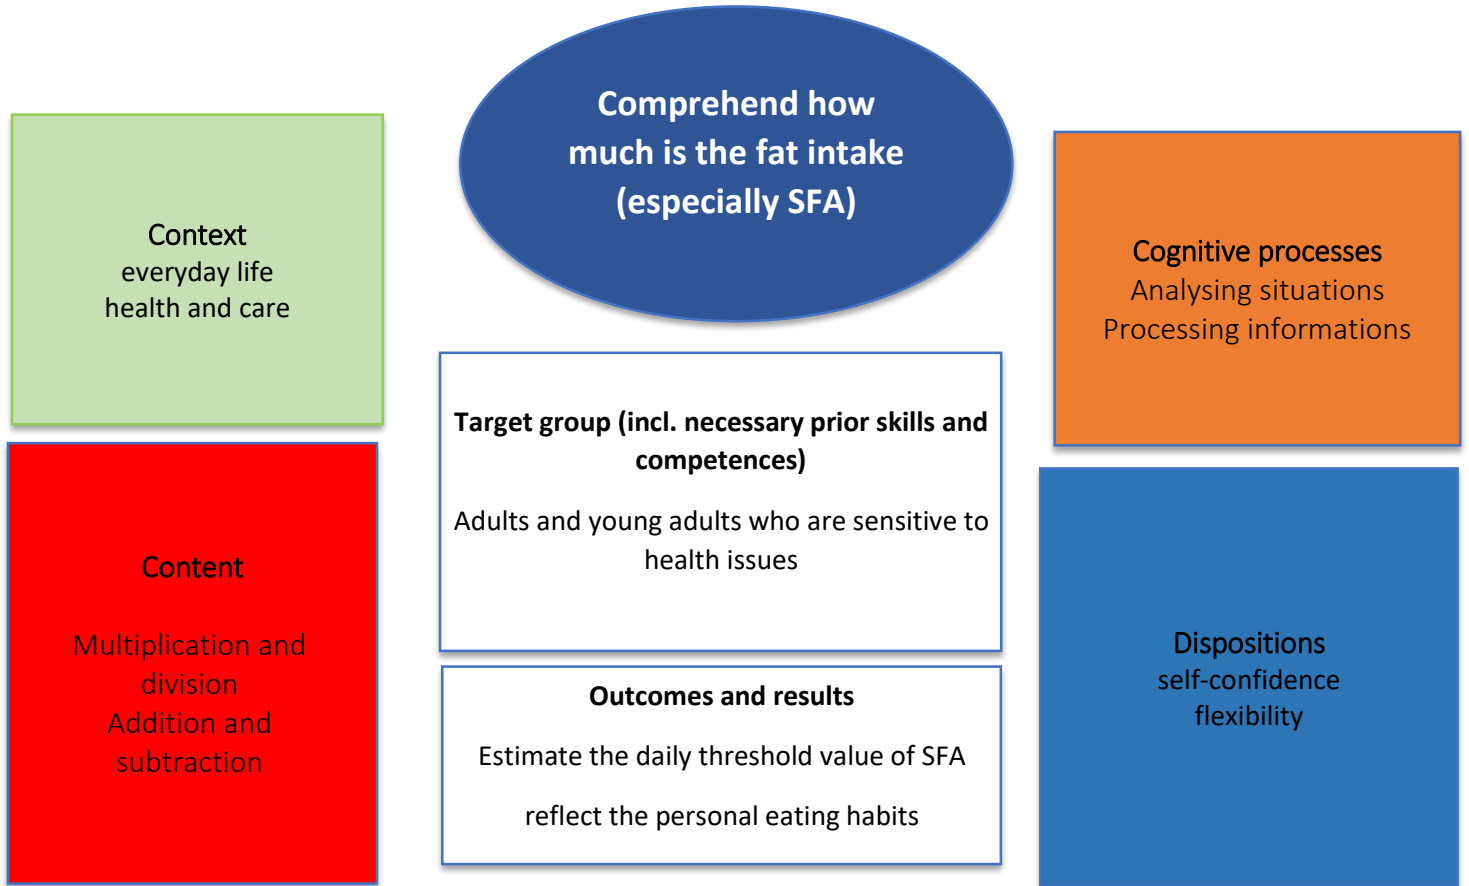 Comprehend how
much is the fat intake
(especially SFA)
Context
everyday life
health and care
Cognitive processes
Analysing situations
Processing informations
Target group (incl. necessary prior skills and
competences)
Adults and young adults who are sensitive to
health issues
Content
Multiplication and
division
Addition and
subtraction
Outcomes and results
Estimate the daily threshold value of SFA
reflect the personal eating habits
Dispositions
self-confidence
flexibility